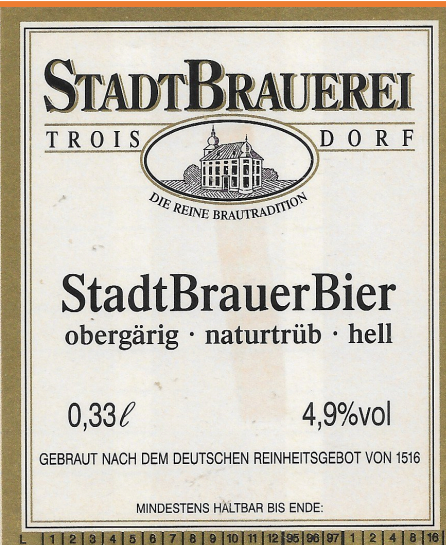 STADTBRAUEREI
TROIS DORF
DIE REINE BRAUTRADITION
StadtBrauerBier
obergärig · naturtrüb · hell
0,33ℓ 4,9%vol
GEBRAUT NACH DEM DEUTSCHEN REINHEITSGEBOT VON 1516
MINDESTENS HALTBAR BIS ENDE:
L 1 2 3 4 5 6 7 8 9 10 11 12 95 96 97 1 2 4 8 16